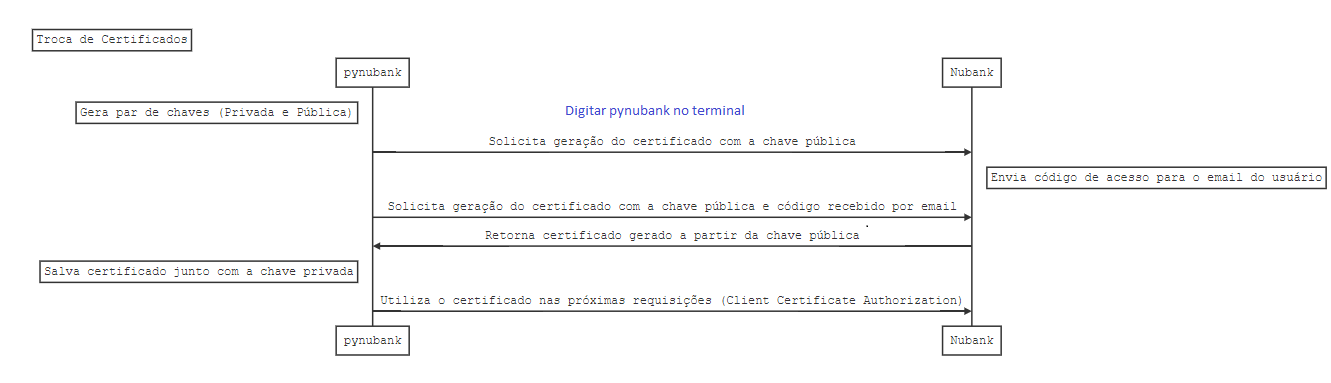 Troca de Certificados
pynubank
Nubank
Gera par de chaves (Privada e Pública)
Digitar pynubank no terminal
Solicita geração do certificado com a chave pública
Envia código de acesso para o email do usuário
Solicita geração do certificado com a chave pública e código recebido por email
Retorna certificado gerado a partir da chave pública
Salva certificado junto com a chave privada
Utiliza o certificado nas próximas requisições (Client Certificate Authorization)
pynubank
Nubank